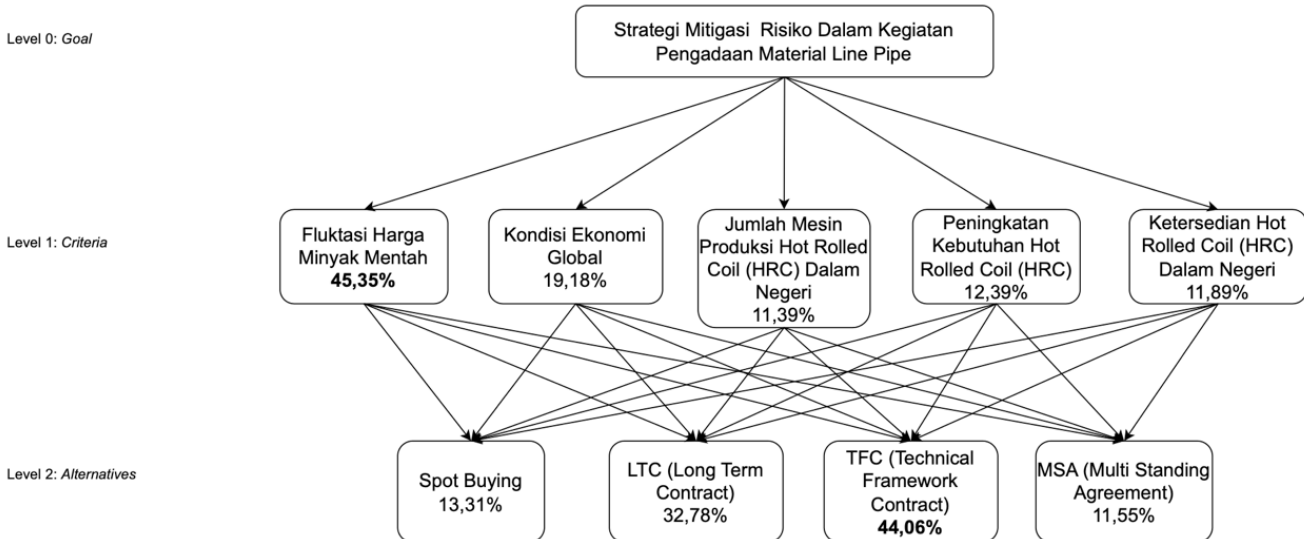 Level 0: Goal
Strategi Mitigasi Risiko Dalam Kegiatan
Pengadaan Material Line Pipe
Level 1: Criteria
Fluktasi Harga
Minyak Mentah
45,35%
Kondisi Ekonomi
Global
19,18%
Jumlah Mesin
Produksi Hot Rolled
Coil (HRC) Dalam
Negeri
11,39%
Peningkatan
Kebutuhan Hot
Rolled Coil (HRC)
12,39%
Ketersedian Hot
Rolled Coil (HRC)
Dalam Negeri
11,89%
Level 2: Alternatives
Spot Buying
13,31%
LTC (Long Term
Contract)
32,78%
TFC (Technical
Framework
Contract)
44,06%
MSA (Multi Standing
Agreement)
11,55%